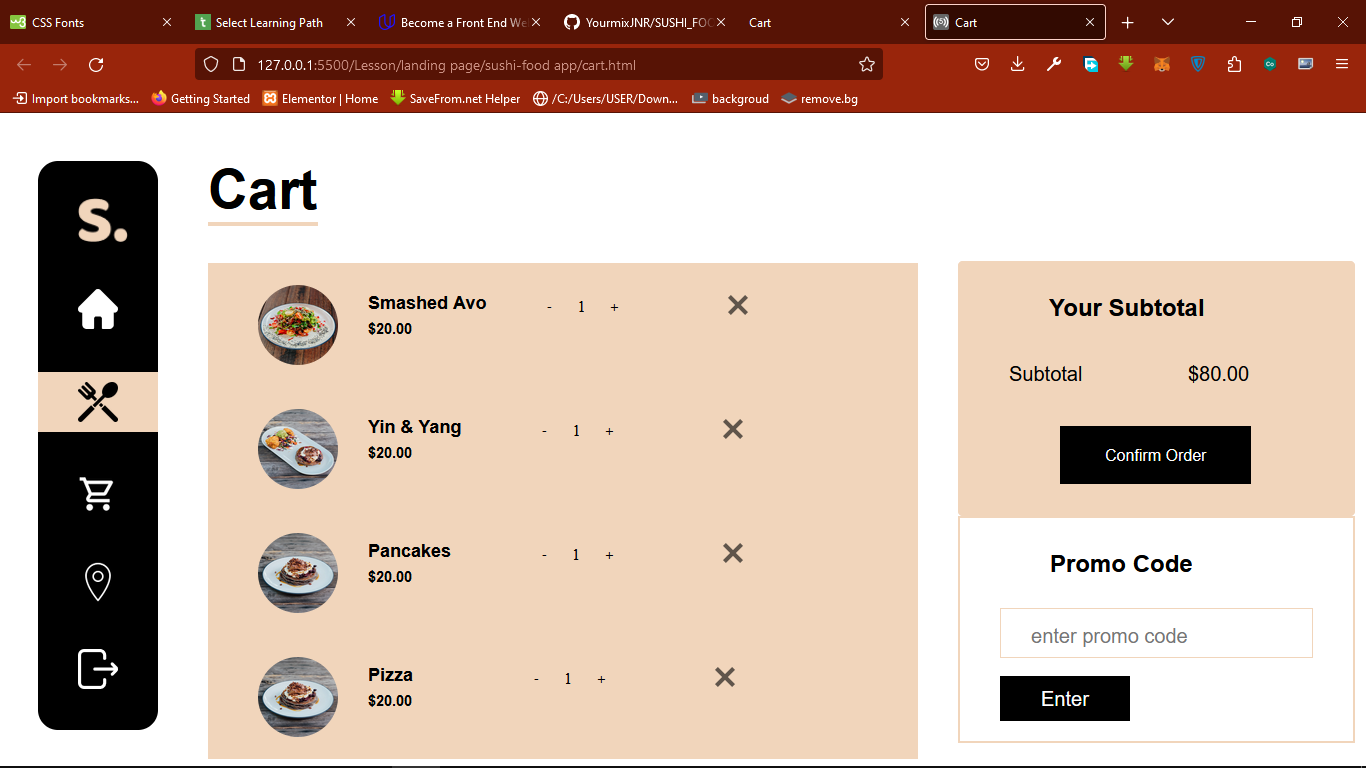 CSS Fonts
Select Learning Path
Become a Front End We
YourmixJNR/SUSHI_FOO
Cart
Cart
127.0.0.1:5500/Lesson/landing page/sushi-food app/cart.html
Import bookmarks...
Getting Started
Elementor | Home
SaveFrom.net Helper
/C:/Users/USER/Down...
backgroud
remove.bg
S.
Cart
Smashed Avo
$20.00
- 1 +
Yin & Yang
$20.00
- 1 +
Pancakes
$20.00
- 1 +
Pizza
$20.00
- 1 +
Your Subtotal
Subtotal $80.00
Confirm Order
Promo Code
enter promo code
Enter